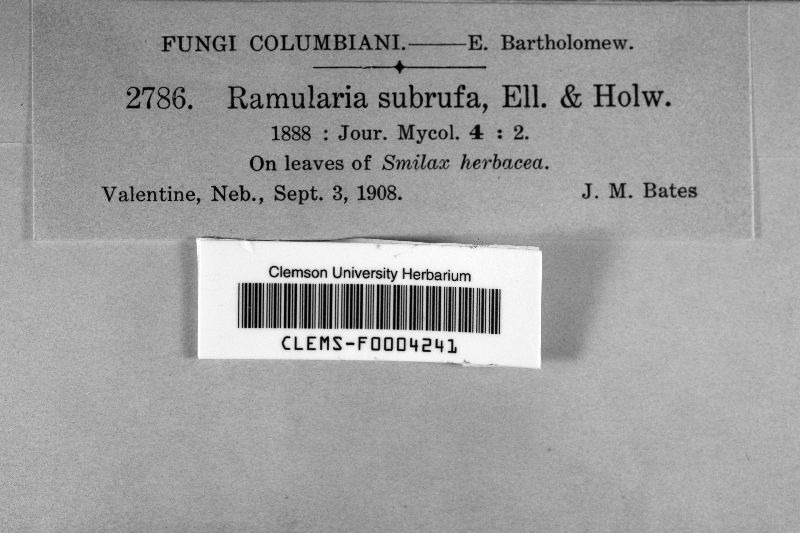 FUNGI COLUMBIANI.——E. Bartholomew.
2786. Ramularia subrufa, Ell. & Holw.
1888 : Jour. Mycol. 4 : 2.
On leaves of Smilax herbacea.
Valentine, Neb., Sept. 3, 1908. J. M. Bates
Clemson University Herbarium
CLEMS-F0004241